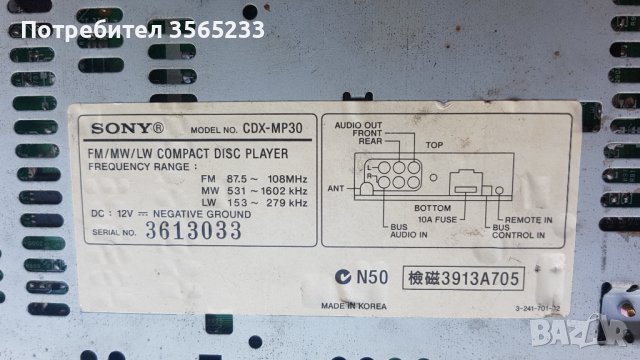 Потребител 3565233
SONY® MODEL NO. CDX-MP30
FM/MW/LW COMPACT DISC PLAYER
FREQUENCY RANGE :
FM 87.5 ~ 108MHz
MW 531 ~ 1602 kHz
LW 153 ~ 279 kHz
DC : 12V ⎓ NEGATIVE GROUND
SERIAL NO. 3613033
AUDIO OUT
FRONT
REAR
TOP
L
R
ANT
BOTTOM
10A FUSE
REMOTE IN
BUS
AUDIO IN
BUS
CONTROL IN
N50
檢磁3913A705
MADE IN KOREA
3-241-701-02
bazar